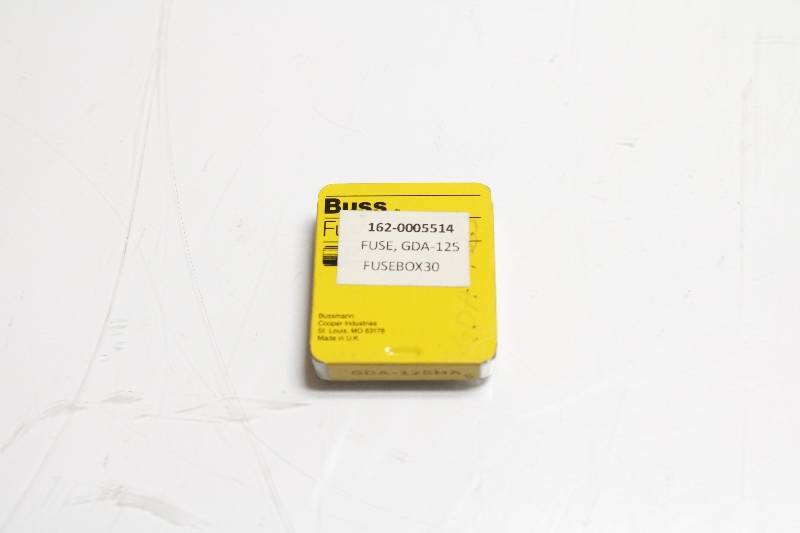 Buss
Fu
162-0005514
FUSE, GDA-125
FUSEBOX30
Bussmann
Cooper Industries
St. Louis, MO 63178
Made in U.K.
GDA-125MA